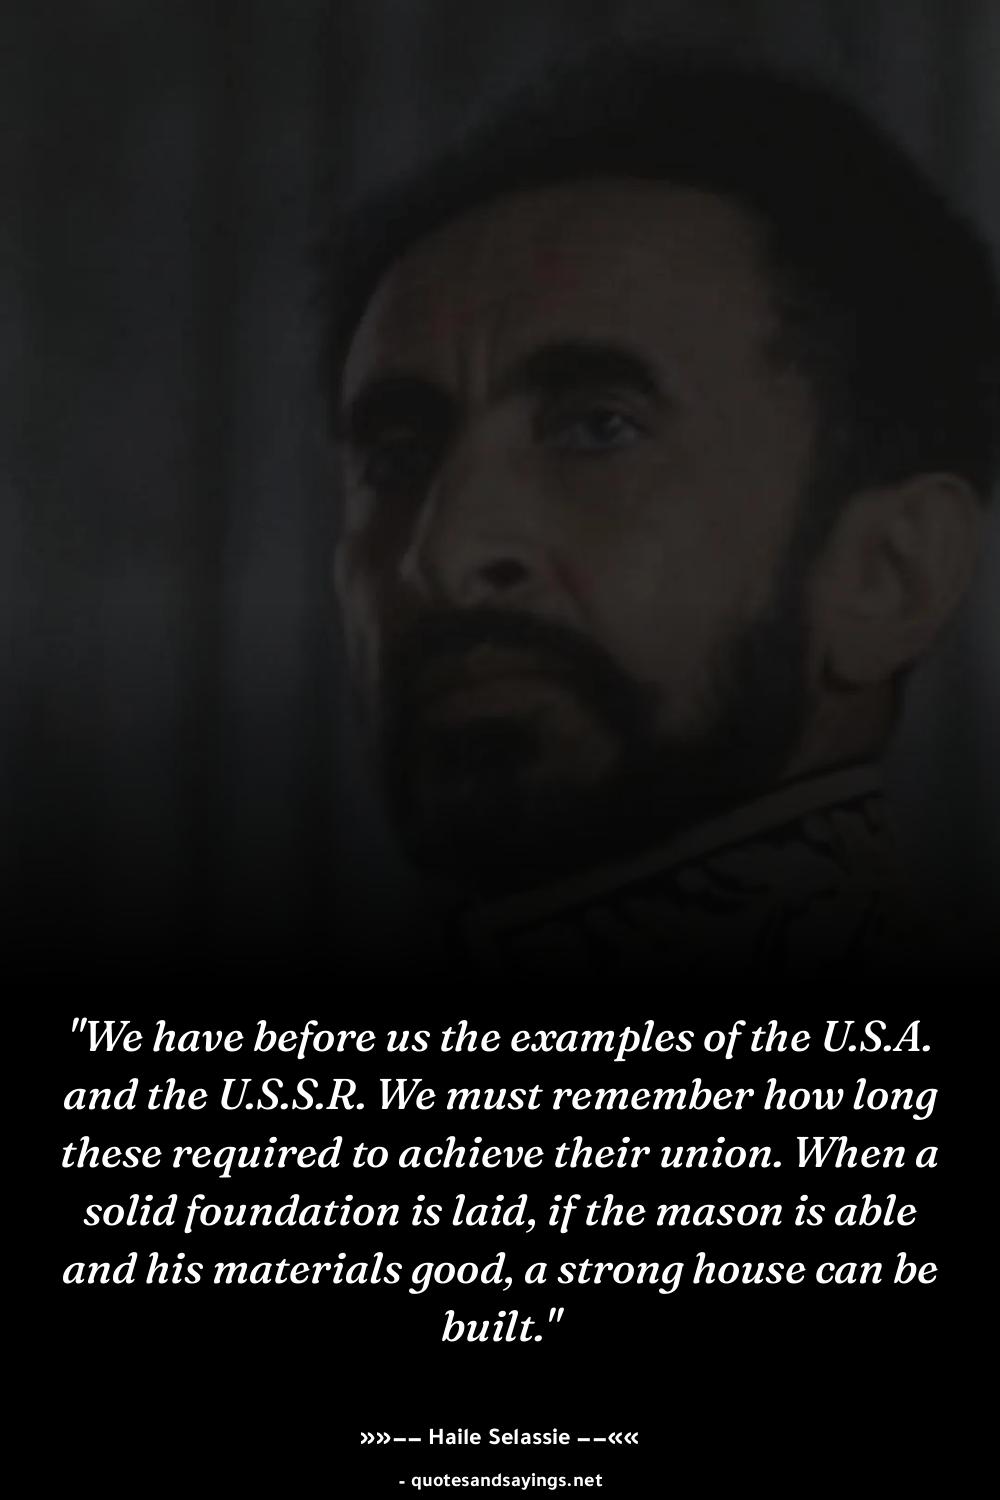 "We have before us the examples of the U.S.A.
and the U.S.S.R. We must remember how long
these required to achieve their union. When a
solid foundation is laid, if the mason is able
and his materials good, a strong house can be
built."
»»-- Haile Selassie --««
- quotesandsayings.net